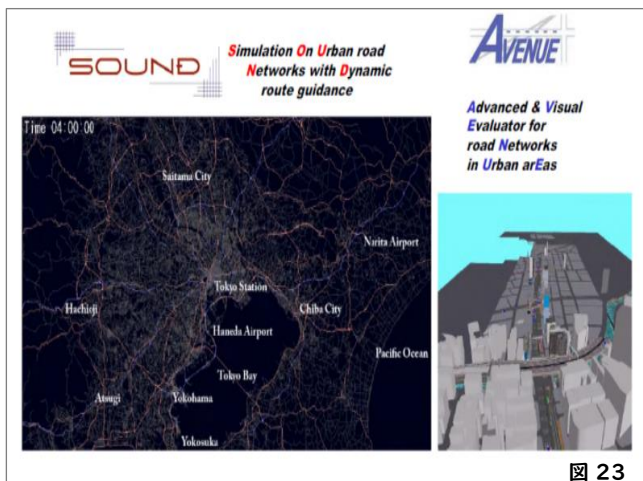 SOUND
Simulation On Urban road
Networks with Dynamic
route guidance
AVENUE
Advanced & Visual
Evaluator for
road Networks
in Urban arEas
Time 04:00:00
Saitama City
Narita Airport
Tokyo Station
Hachioji
Chiba City
Haneda Airport
Pacific Ocean
Tokyo Bay
Atsugi
Yokohama
Yokosuka
図 23